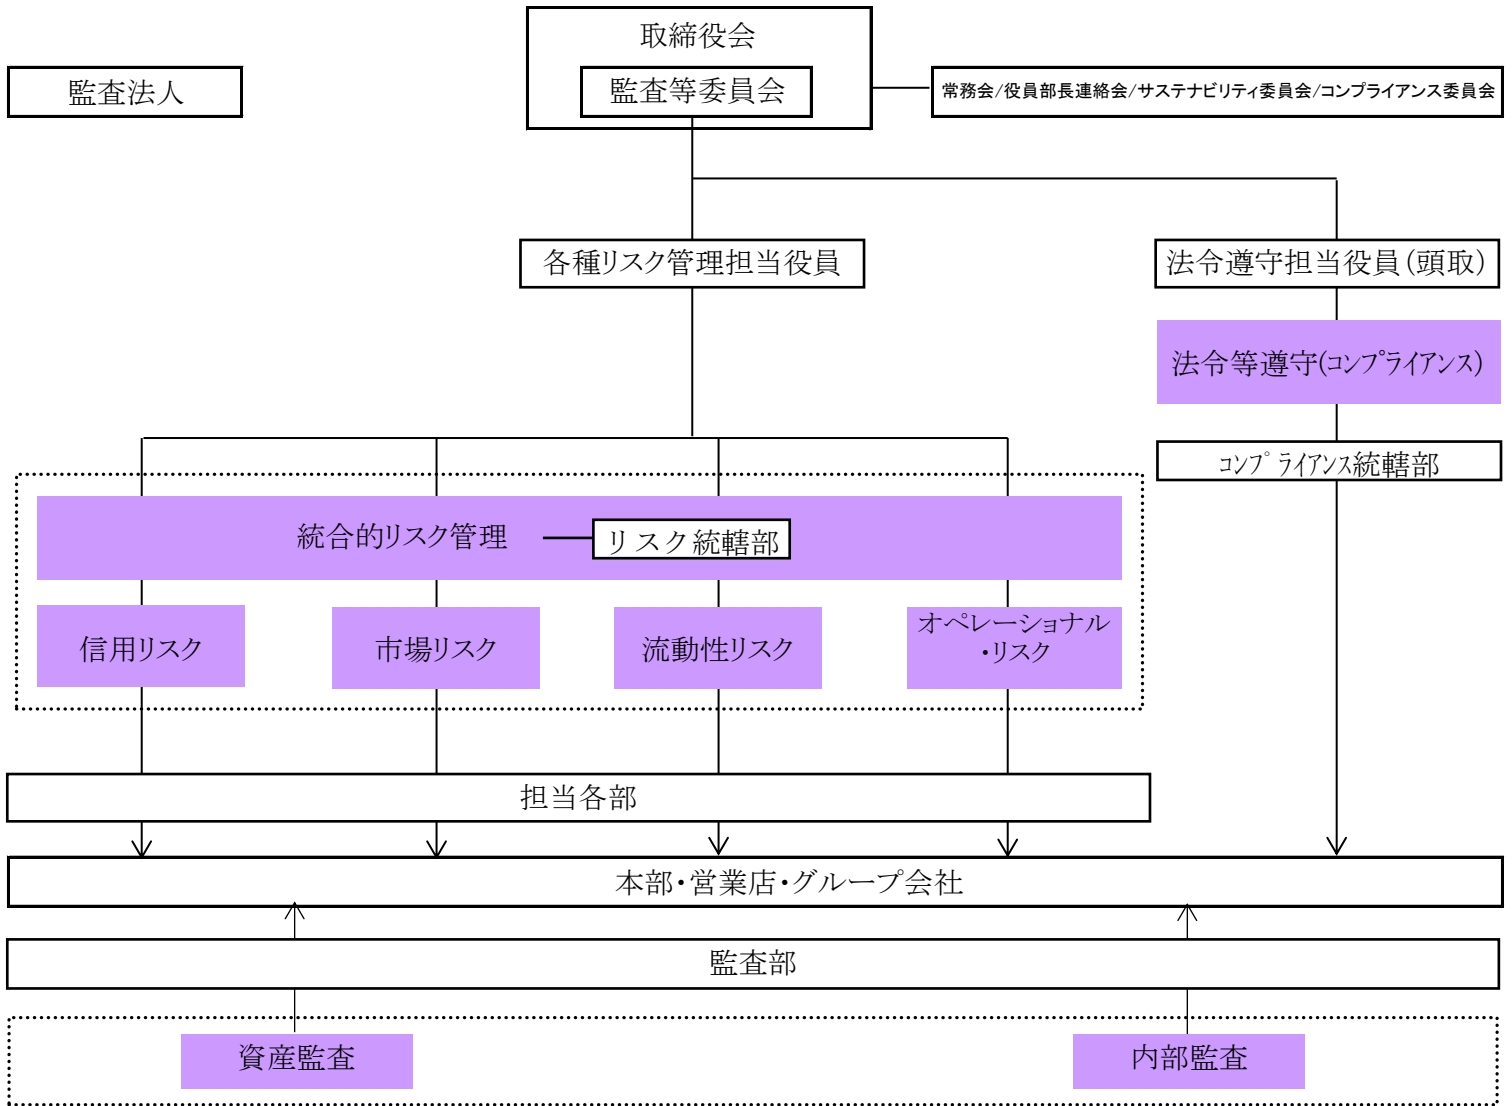 取締役会
監査法人
監査等委員会
常務会/役員部長連絡会/サステナビリティ委員会/コンプライアンス委員会
各種リスク管理担当役員
法令遵守担当役員(頭取)
法令等遵守(コンプライアンス)
コンプライアンス統轄部
統合的リスク管理
リスク統轄部
信用リスク
市場リスク
流動性リスク
オペレーショナル
・リスク
担当各部
本部・営業店・グループ会社
監査部
資産監査
内部監査